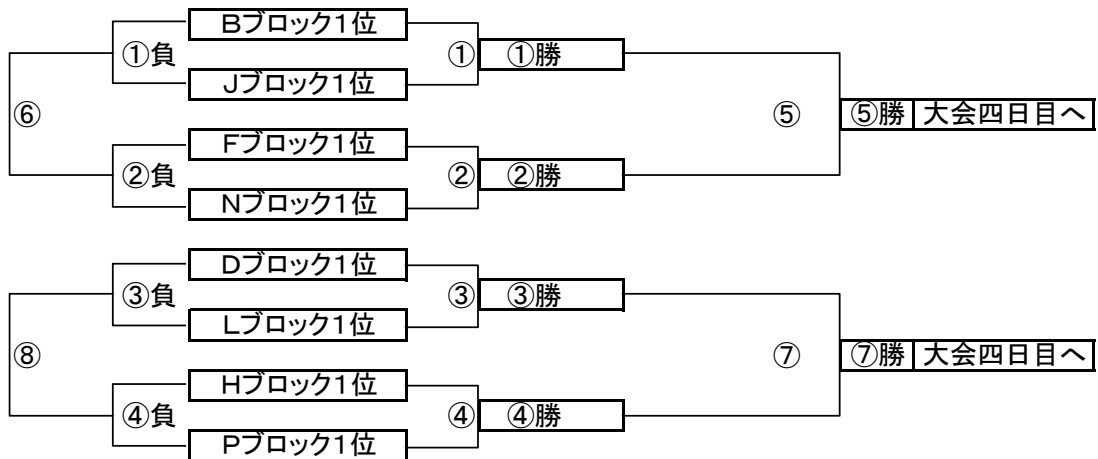 Bブロック1位
①負 ① ①勝
Jブロック1位
⑥ ⑤ ⑤勝 大会四日目へ
Fブロック1位
②負 ② ②勝
Nブロック1位
Dブロック1位
③負 ③ ③勝
Lブロック1位
⑧ ⑦ ⑦勝 大会四日目へ
Hブロック1位
④負 ④ ④勝
Pブロック1位